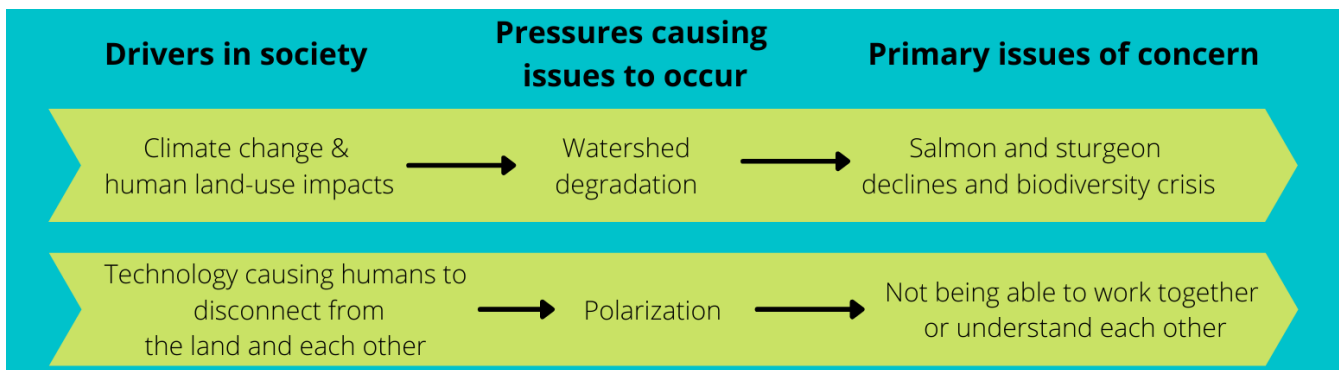 Drivers in society
Pressures causing
issues to occur
Primary issues of concern
Climate change &
human land-use impacts
Watershed
degradation
Salmon and sturgeon
declines and biodiversity crisis
Technology causing humans to
disconnect from
the land and each other
Polarization
Not being able to work together
or understand each other